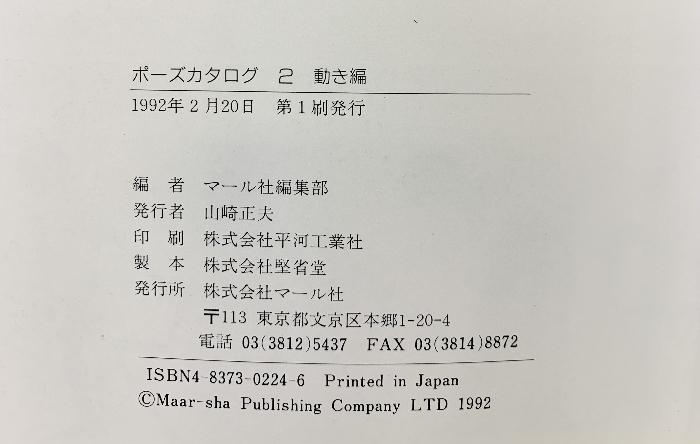 ポーズカタログ 2 動き編
1992年2月20日 第1刷発行
編 者 マール社編集部
発行者 山崎正夫
印 刷 株式会社平河工業社
製 本 株式会社堅省堂
発行所 株式会社マール社
〒113 東京都文京区本郷1-20-4
電話 03(3812)5437 FAX 03(3814)8872
ISBN4-8373-0224-6 Printed in Japan
©Maar-sha Publishing Company LTD 1992